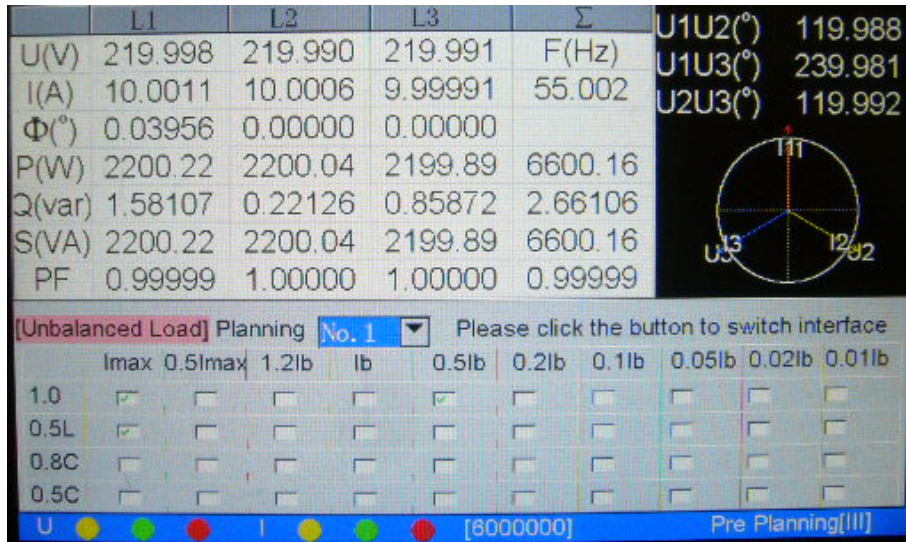 L1 L2 L3 Σ
U(V) 219.998 219.990 219.991 F(Hz)
I(A) 10.0011 10.0006 9.99991 55.002
Φ(°) 0.03956 0.00000 0.00000
P(W) 2200.22 2200.04 2199.89 6600.16
Q(var) 1.58107 0.22126 0.85872 2.66106
S(VA) 2200.22 2200.04 2199.89 6600.16
PF 0.99999 1.00000 1.00000 0.99999
U1U2(°) 119.988
U1U3(°) 239.981
U2U3(°) 119.992
I3 I2 U2
[Unbalanced Load] Planning No. 1 Please click the button to switch interface
Imax 0.5Imax 1.2Ib Ib 0.5Ib 0.2Ib 0.1Ib 0.05Ib 0.02Ib 0.01Ib
1.0
0.5L
0.8C
0.5C
U I [6000000] Pre Planning[III]